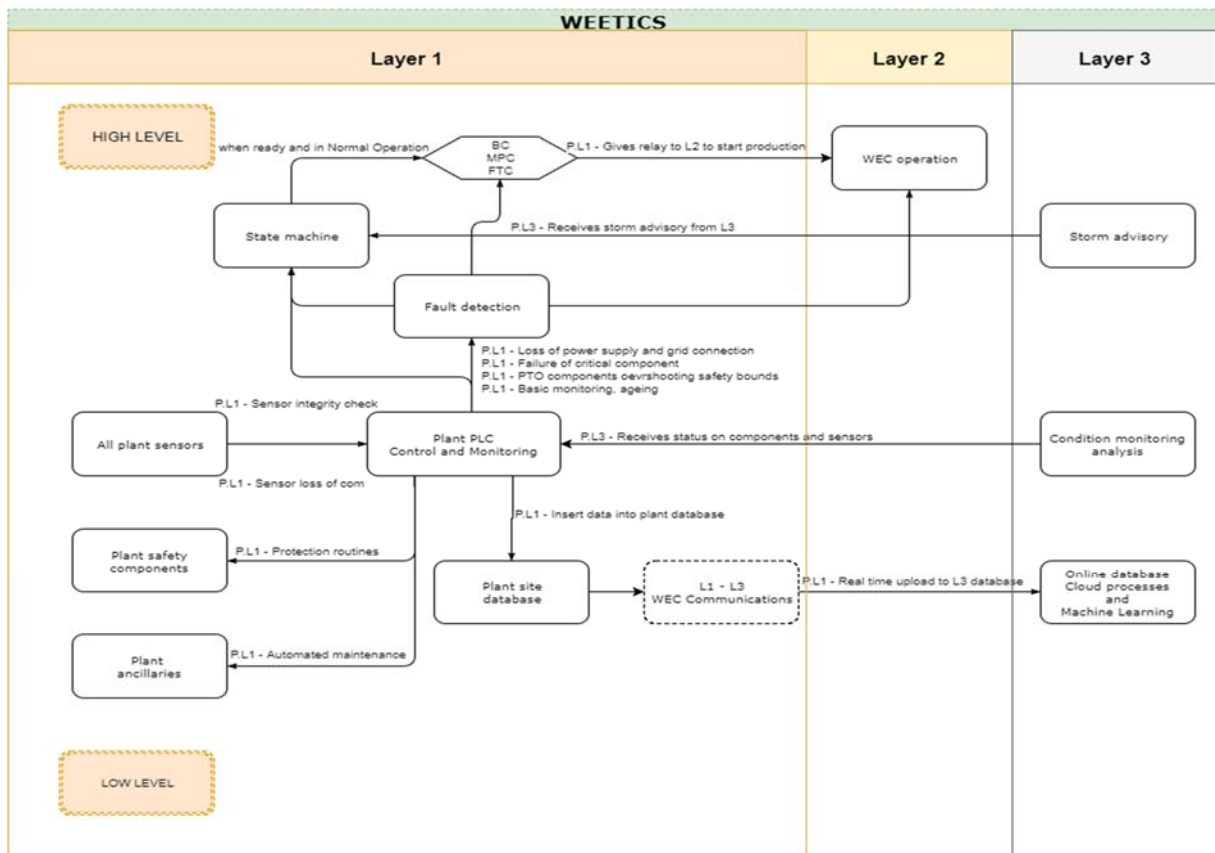 WEETICS
Layer 1
Layer 2
Layer 3
HIGH LEVEL
when ready and in Normal Operation
BC
MPC
FTC
P.L1 - Gives relay to L2 to start production
WEC operation
State machine
P.L3 - Receives storm advisory from L3
Storm advisory
Fault detection
P.L1 - Loss of power supply and grid connection
P.L1 - Failure of critical component
P.L1 - PTO components oevrshooting safety bounds
P.L1 - Basic monitoring, ageing
P.L1 - Sensor integrity check
All plant sensors
Plant PLC
Control and Monitoring
P.L3 - Receives status on components and sensors
Condition monitoring
analysis
P.L1 - Sensor loss of com
P.L1 - Insert data into plant database
Plant safety
components
P.L1 - Protection routines
Plant site
database
L1 - L3
WEC Communications
P.L1 - Real time upload to L3 database
Online database
Cloud processes
and
Machine Learning
Plant
ancillaries
P.L1 - Automated maintenance
LOW LEVEL